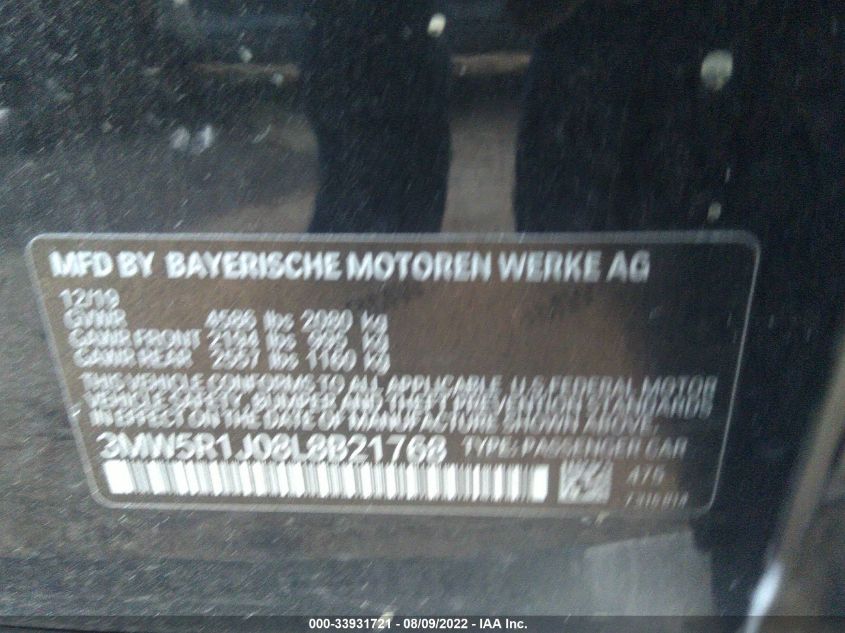 MFD BY BAYERISCHE MOTOREN WERKE AG
12/19
GVWR 4586 lbs 2080 kg
GAWR FRONT 2194 lbs 995 kg
GAWR REAR 2557 lbs 1160 kg
THIS VEHICLE CONFORMS TO ALL APPLICABLE U.S. FEDERAL MOTOR
VEHICLE SAFETY, BUMPER, AND THEFT PREVENTION STANDARDS
IN EFFECT ON THE DATE OF MANUFACTURE SHOWN ABOVE.
3MW5R1J08L8B21768 TYPE: PASSENGER CAR
475
000-33931721 - 08/09/2022 - IAA Inc.